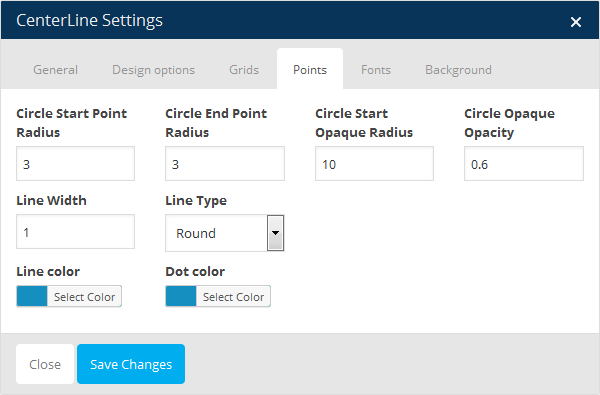 CenterLine Settings ×
General Design options Grids Points Fonts Background
Circle Start Point Radius
Circle End Point Radius
Circle Start Opaque Radius
Circle Opaque Opacity
3 3 10 0.6
Line Width Line Type
1 Round
Line color Dot color
Select Color Select Color
Close Save Changes